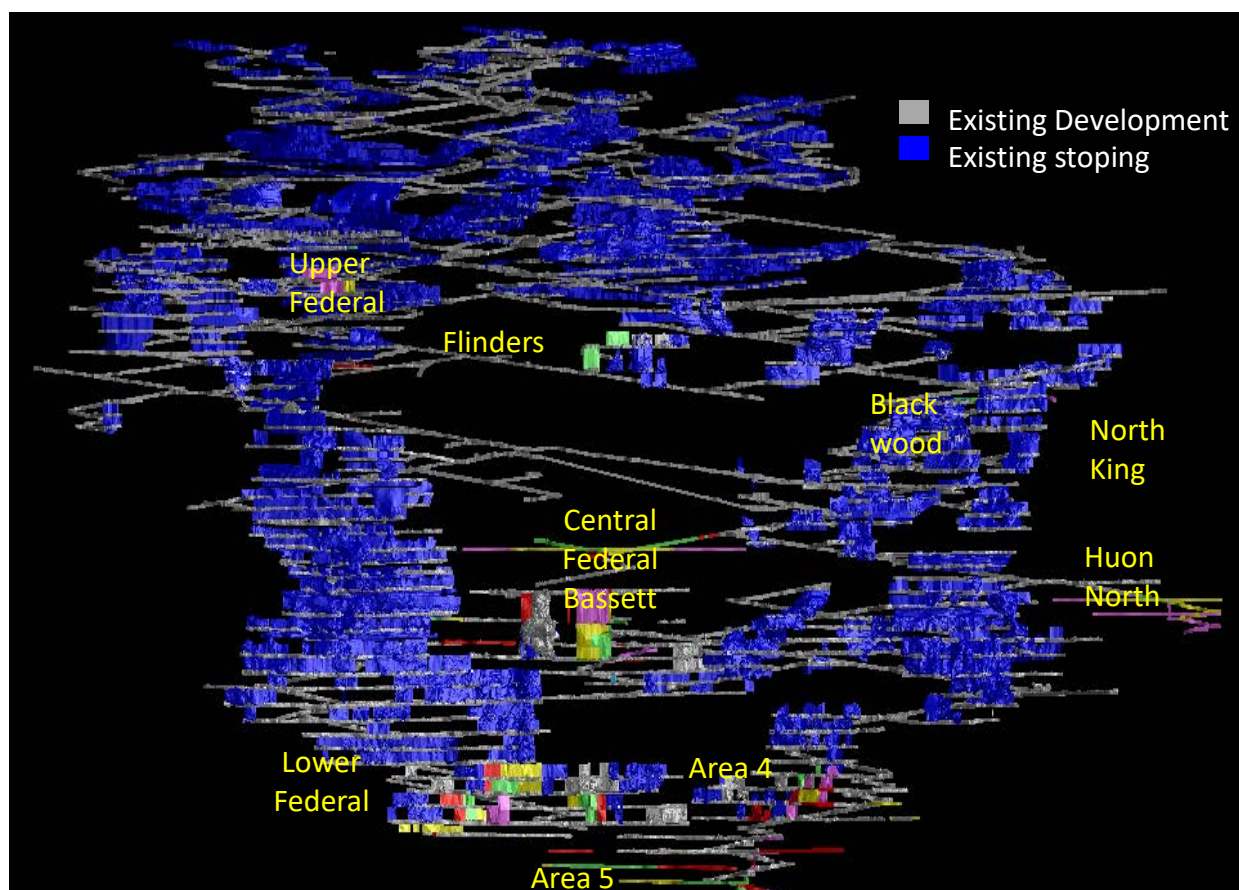 Existing Development
Existing stoping
Upper
Federal
Flinders
Black
wood
North
King
Central
Federal
Bassett
Huon
North
Lower
Federal
Area 4
Area 5